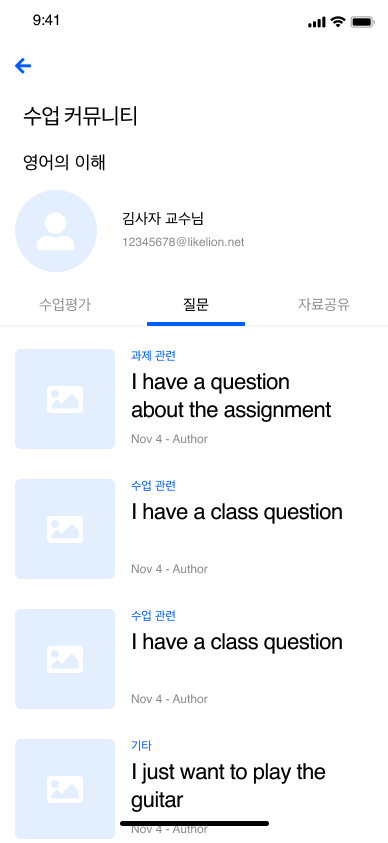 9:41
수업 커뮤니티
영어의 이해
김사자 교수님
12345678@likelion.net
수업평가
질문
자료공유
과제 관련
I have a question
about the assignment
Nov 4 - Author
수업 관련
I have a class question
Nov 4 - Author
수업 관련
I have a class question
Nov 4 - Author
기타
I just want to play the
guitar
Nov 4 - Author